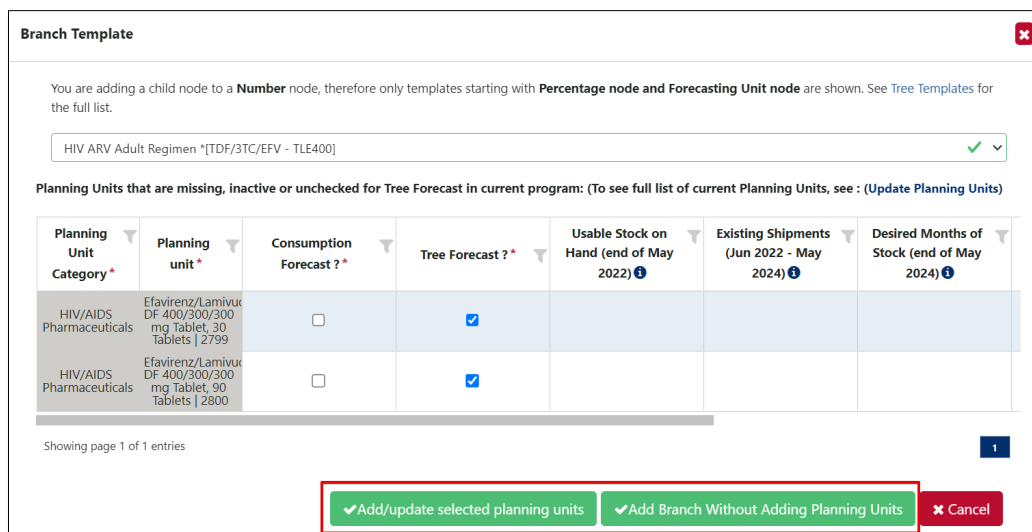 Branch Template
You are adding a child node to a Number node, therefore only templates starting with Percentage node and Forecasting Unit node are shown. See Tree Templates for
the full list.
HIV ARV Adult Regimen *[TDF/3TC/EFV - TLE400]
Planning Units that are missing, inactive or unchecked for Tree Forecast in current program: (To see full list of current Planning Units, see : (Update Planning Units)
Planning
Unit
Category*
Planning
unit*
Consumption
Forecast ?*
Tree Forecast ?*
Usable Stock on
Hand (end of May
2022)
Existing Shipments
(Jun 2022 - May
2024)
Desired Months of
Stock (end of May
2024)
HIV/AIDS
Pharmaceuticals
Efavirenz/Lamivu
DF 400/300/300
mg Tablet, 30
Tablets | 2799
HIV/AIDS
Pharmaceuticals
Efavirenz/Lamivu
DF 400/300/300
mg Tablet, 90
Tablets | 2800
Showing page 1 of 1 entries
1
Add/update selected planning units
Add Branch Without Adding Planning Units
Cancel